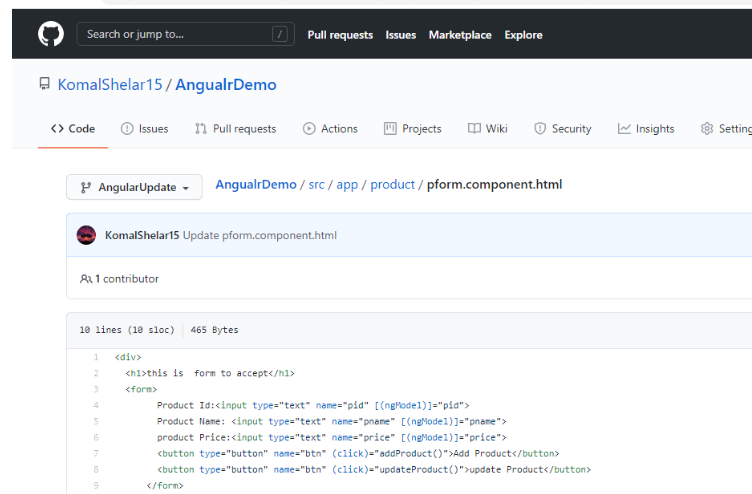 Search or jump to... /
Pull requests Issues Marketplace Explore
KomalShelar15 / AngualrDemo
Code Issues Pull requests Actions Projects Wiki Security Insights Setting
AngularUpdate AngualrDemo / src / app / product / pform.component.html
KomalShelar15 Update pform.component.html
1 contributor
10 lines (10 sloc) 465 Bytes
1 <div>
2 <h1>this is  form to accept</h1>
3 <form>
4 Product Id:<input type="text" name="pid" [(ngModel)]="pid">
5 Product Name: <input type="text" name="pname" [(ngModel)]="pname">
6 product Price:<input type="text" name="price" [(ngModel)]="price">
7 <button type="button" name="btn" (click)="addProduct()">Add Product</button>
8 <button type="button" name="btn" (click)="updateProduct()">update Product</button>
9 </form>